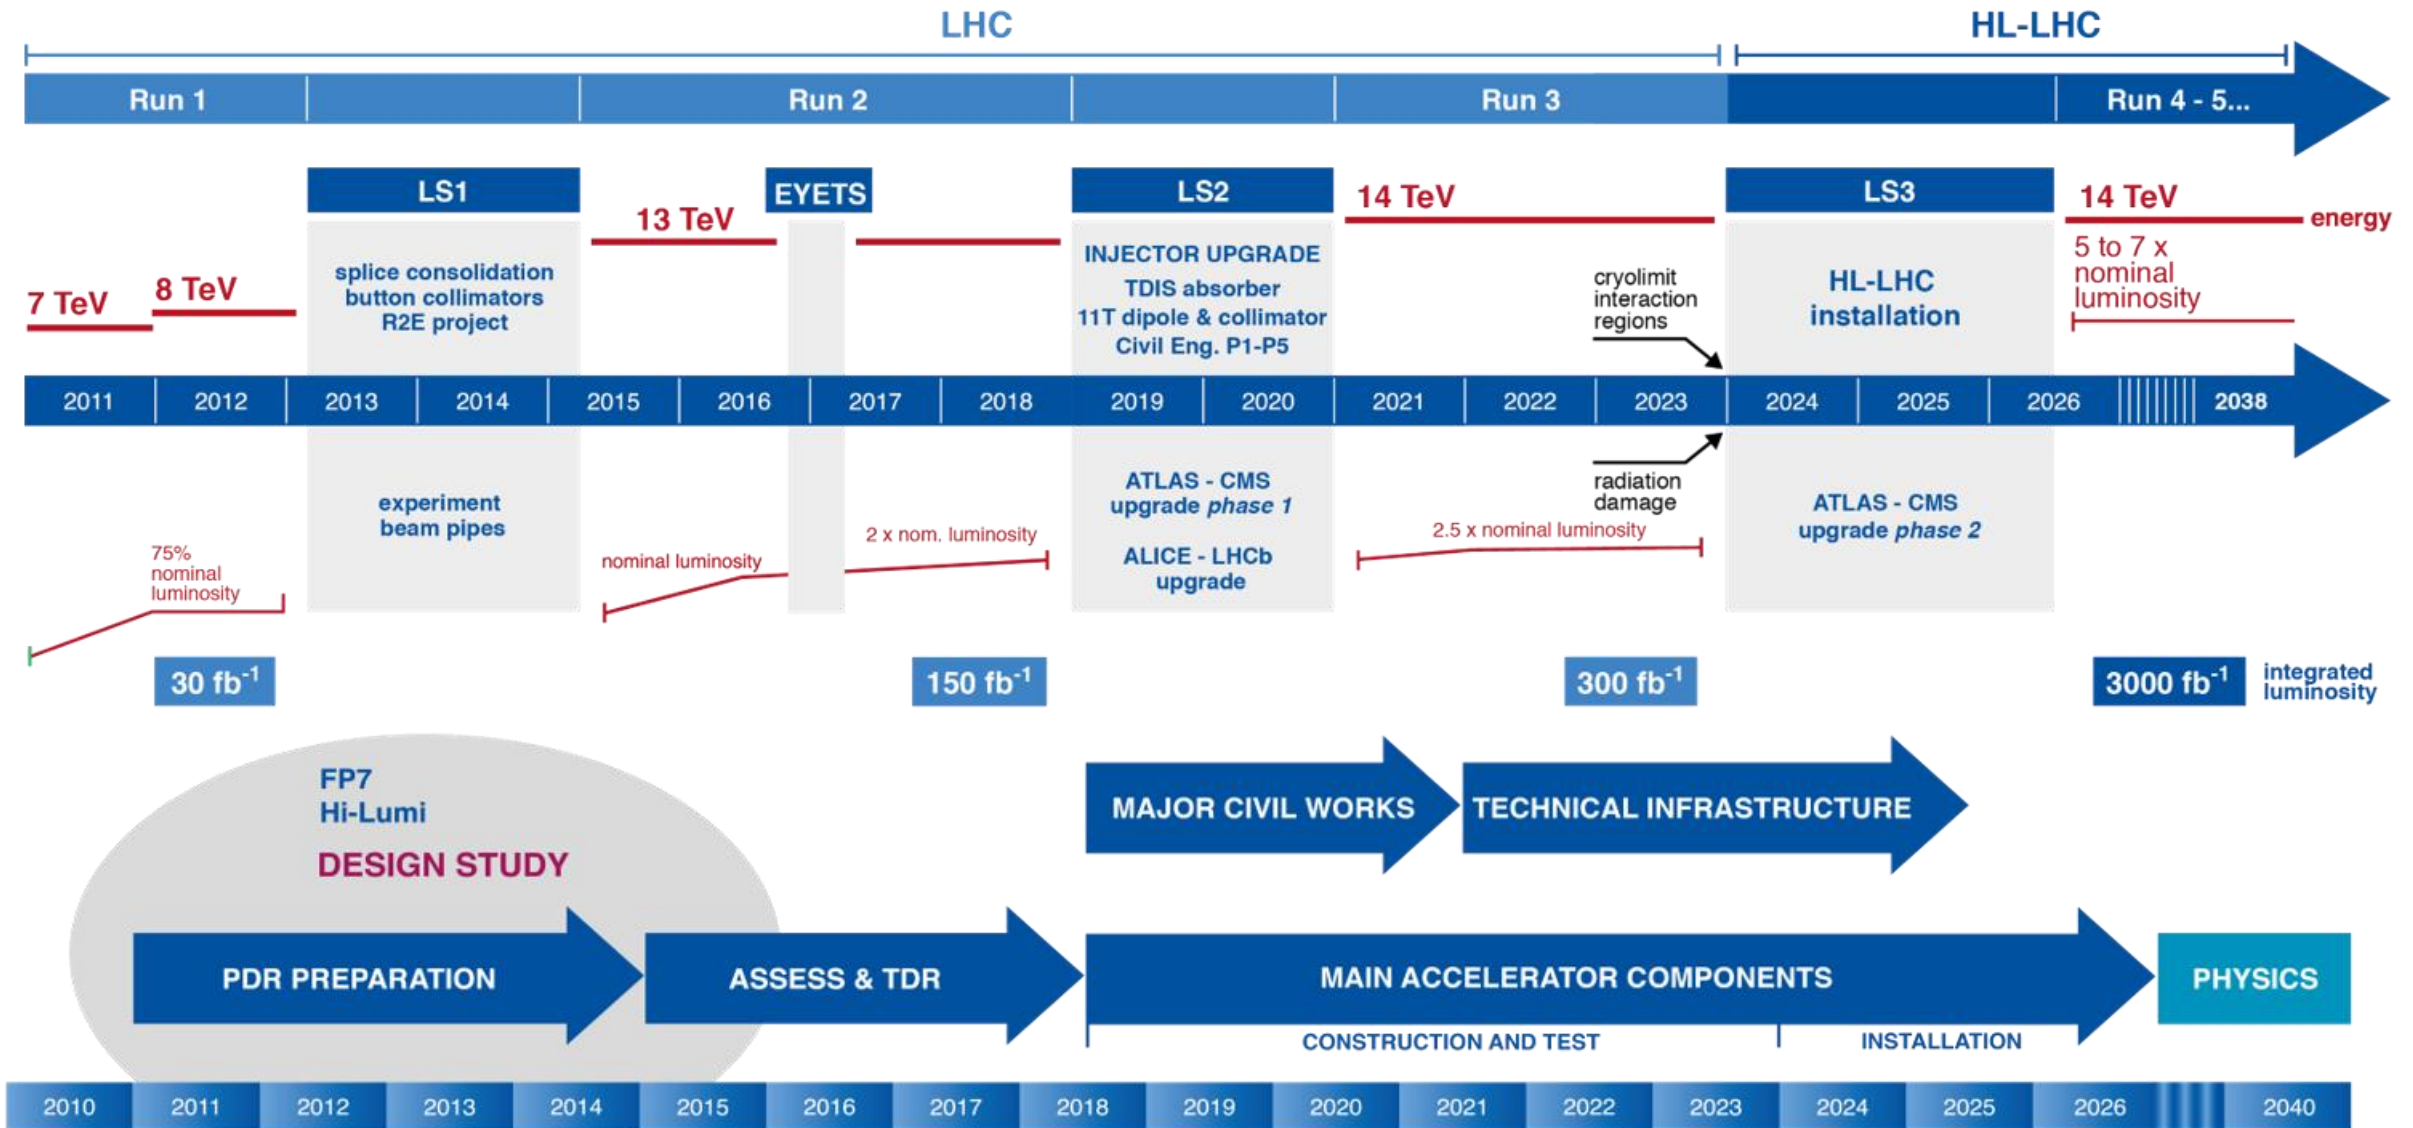 LHC
HL-LHC
Run 1
Run 2
Run 3
Run 4 - 5...
LS1
EYETS
LS2
LS3
7 TeV
8 TeV
13 TeV
14 TeV
14 TeV
energy
splice consolidation
button collimators
R2E project
INJECTOR UPGRADE
TDIS absorber
11T dipole & collimator
Civil Eng. P1-P5
cryolimit
interaction
regions
HL-LHC
installation
5 to 7 x
nominal
luminosity
2011
2012
2013
2014
2015
2016
2017
2018
2019
2020
2021
2022
2023
2024
2025
2026
2038
75%
nominal
luminosity
experiment
beam pipes
nominal luminosity
2 x nom. luminosity
ATLAS - CMS
upgrade phase 1
ALICE - LHCb
upgrade
radiation
damage
2.5 x nominal luminosity
ATLAS - CMS
upgrade phase 2
30 fb⁻¹
150 fb⁻¹
300 fb⁻¹
3000 fb⁻¹
integrated
luminosity
FP7
Hi-Lumi
DESIGN STUDY
MAJOR CIVIL WORKS
TECHNICAL INFRASTRUCTURE
PDR PREPARATION
ASSESS & TDR
MAIN ACCELERATOR COMPONENTS
PHYSICS
CONSTRUCTION AND TEST
INSTALLATION
2010
2011
2012
2013
2014
2015
2016
2017
2018
2019
2020
2021
2022
2023
2024
2025
2026
2040